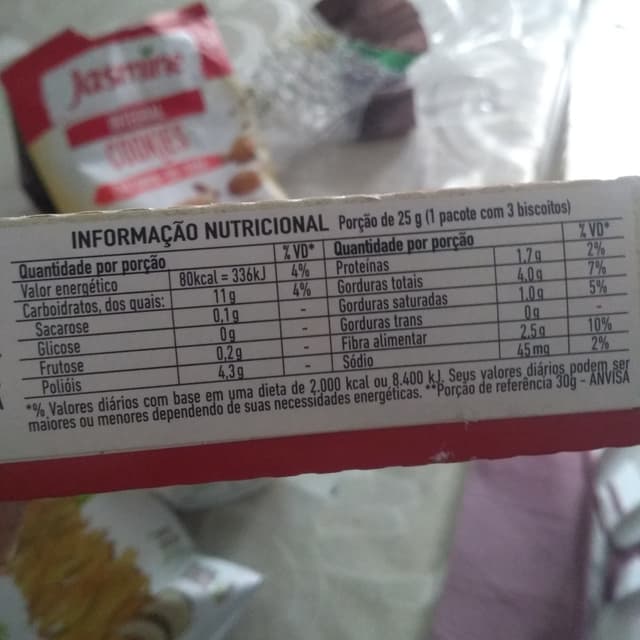 Jasmine
INTEGRAL
COOKIES
INFORMAÇÃO NUTRICIONAL Porção de 25 g (1 pacote com 3 biscoitos)
Quantidade por porção % VD*
Valor energético 80kcal = 336kJ 4%
Carboidratos, dos quais: 11g 4%
Sacarose 0,1g -
Glicose 0g -
Frutose 0,2g -
Polióis 4,3g -
Quantidade por porção % VD*
Proteínas 1,7g 2%
Gorduras totais 4,0g 7%
Gorduras saturadas 1,0g 5%
Gorduras trans 0g -
Fibra alimentar 2,5g 10%
Sódio 45mg 2%
*% Valores diários com base em uma dieta de 2.000 kcal ou 8.400 kJ. Seus valores diários podem ser
maiores ou menores dependendo de suas necessidades energéticas. **Porção de referência 30g - ANVISA